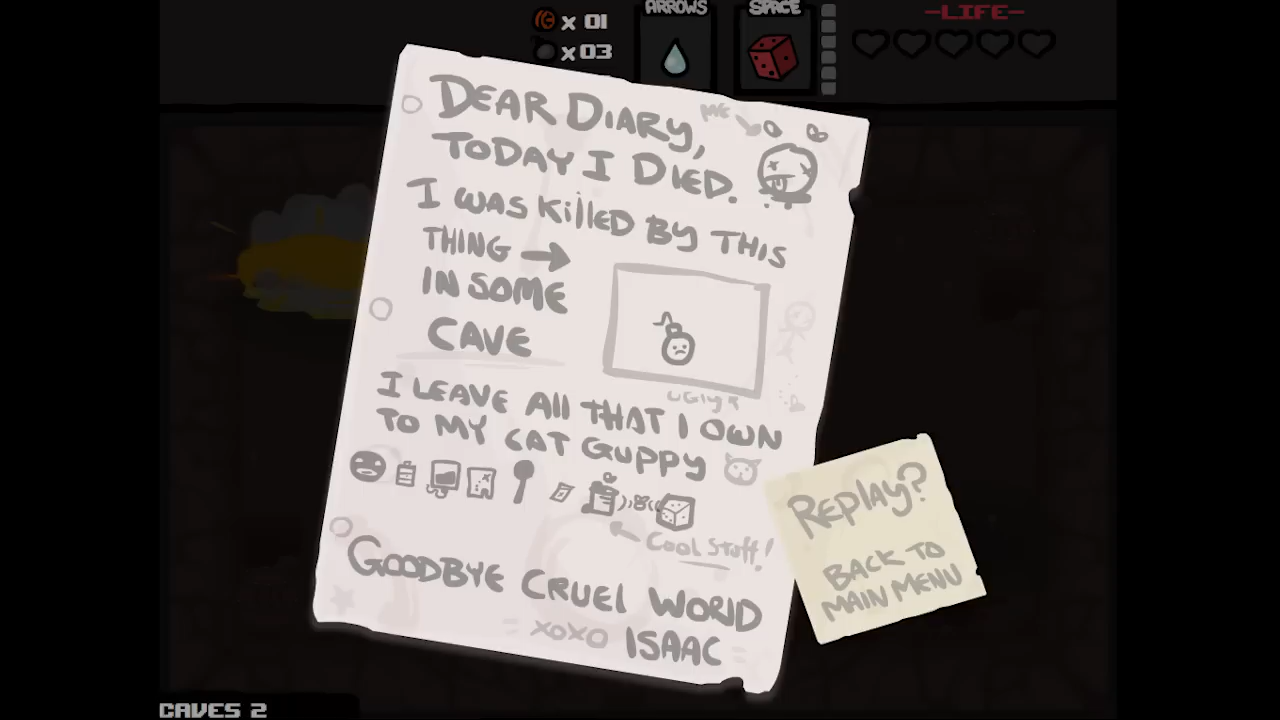 x 01
x 03
ARROWS
SPACE
-LIFE-
DEAR DIARY,
ME
TODAY I DIED.
I WAS KillED BY THIS
THING →
IN SOME
CAVE
UGLY
I LEAVE All THAT I OWN
TO MY CAT GUPPY
COOL STUFF!
GOODBYE CRUEL WORLD
XOXO ISAAC
REPLAY?
BACK TO
MAIN MENU
CAVES 2